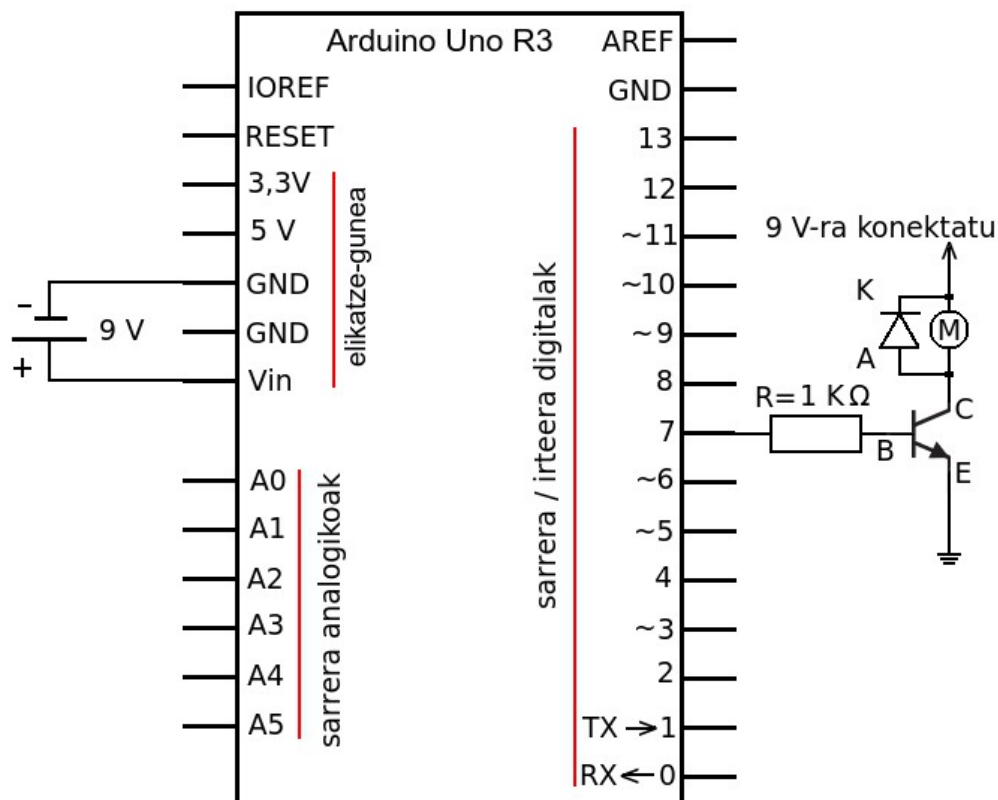 Arduino Uno R3
IOREF
RESET
3,3V
5 V
GND
GND
Vin
elikatze-gunea
A0
A1
A2
A3
A4
A5
sarrera analogikoak
–
9 V
+
AREF
GND
13
12
~11
~10
~9
8
7
~6
~5
4
~3
2
TX → 1
RX ← 0
sarrera / irteera digitalak
9 V-ra konektatu
K
M
A
R=1 KΩ
C
B
E